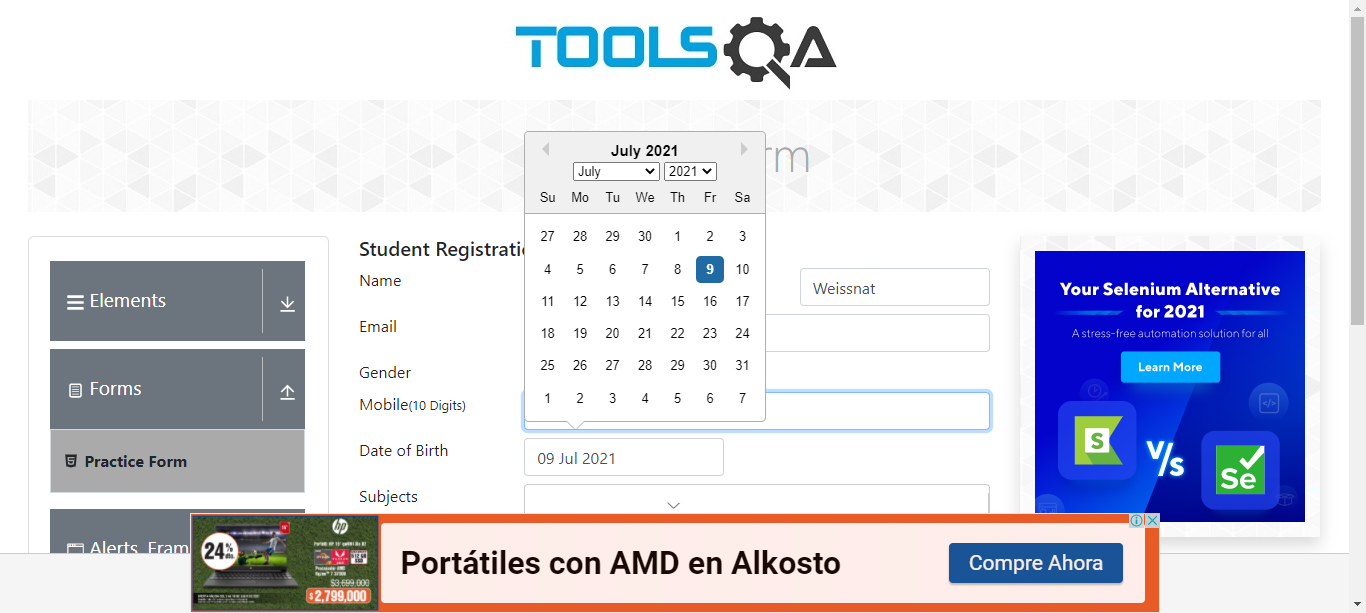 TOOLSQA
rm
July 2021
July 2021
Su Mo Tu We Th Fr Sa
27 28 29 30 1 2 3
4 5 6 7 8 9 10
11 12 13 14 15 16 17
18 19 20 21 22 23 24
25 26 27 28 29 30 31
1 2 3 4 5 6 7
Elements
Forms
Practice Form
Alerts, Fram
Student Registrati
Name
Weissnat
Email
Gender
Mobile(10 Digits)
Date of Birth
09 Jul 2021
Subjects
Your Selenium Alternative
for 2021
A stress-free automation solution for all
Learn More
S
V/s
Se
24% dto.
hp
$3.699.000
$2,799,000
Portátiles con AMD en Alkosto
Compre Ahora